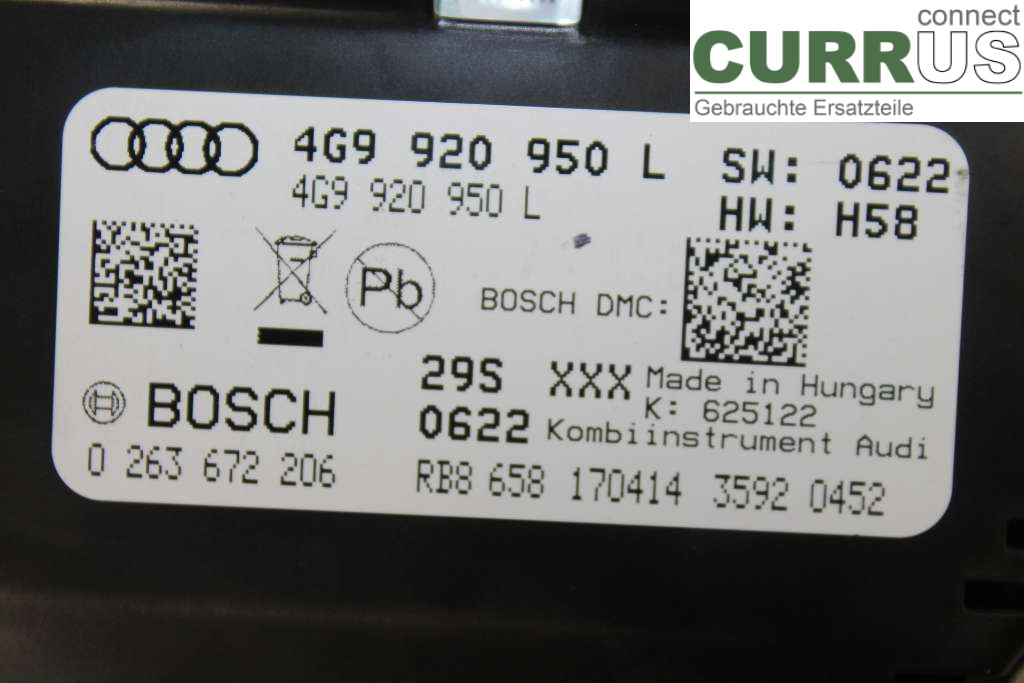 connect
CURRUS
Gebrauchte Ersatzteile
4G9 920 950 L SW: 0622
4G9 920 950 L HW: H58
Pb
BOSCH DMC:
29S XXX Made in Hungary
K: 625122
BOSCH 0622 Kombiinstrument Audi
0 263 672 206 RB8 658 170414 3592 0452